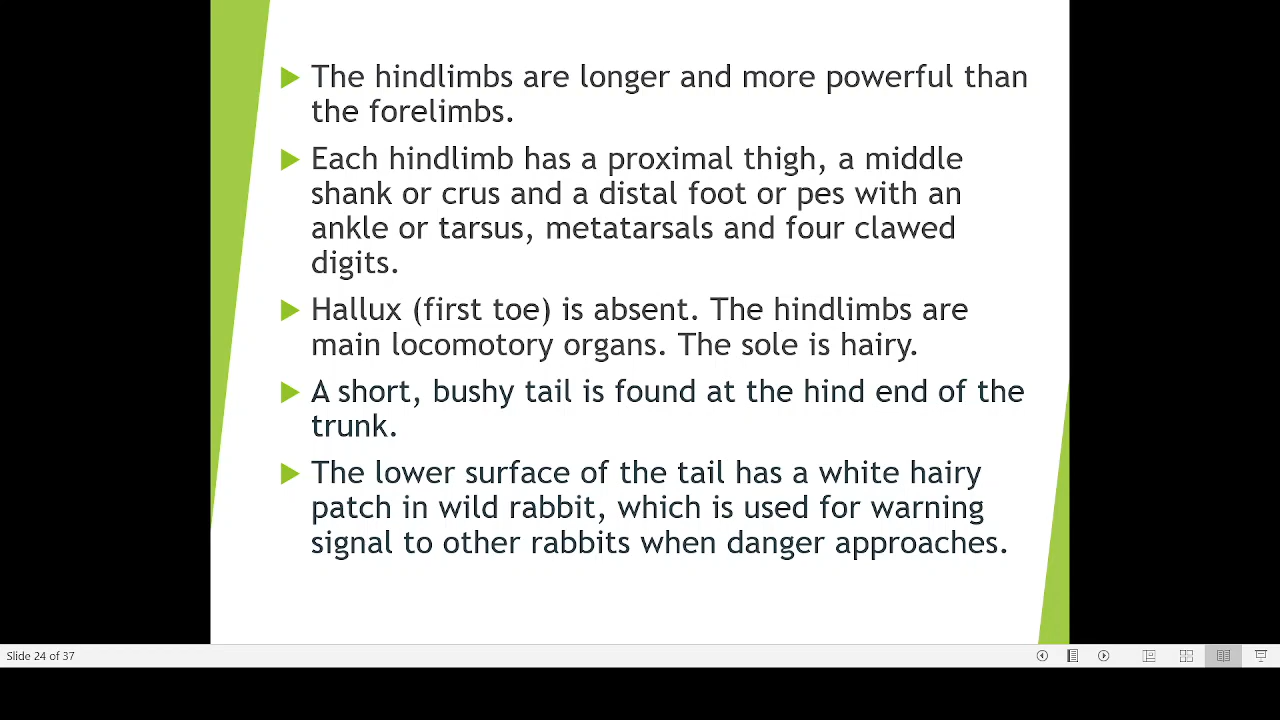 The hindlimbs are longer and more powerful than
the forelimbs.
Each hindlimb has a proximal thigh, a middle
shank or crus and a distal foot or pes with an
ankle or tarsus, metatarsals and four clawed
digits.
Hallux (first toe) is absent. The hindlimbs are
main locomotory organs. The sole is hairy.
A short, bushy tail is found at the hind end of the
trunk.
The lower surface of the tail has a white hairy
patch in wild rabbit, which is used for warning
signal to other rabbits when danger approaches.
Slide 24 of 37